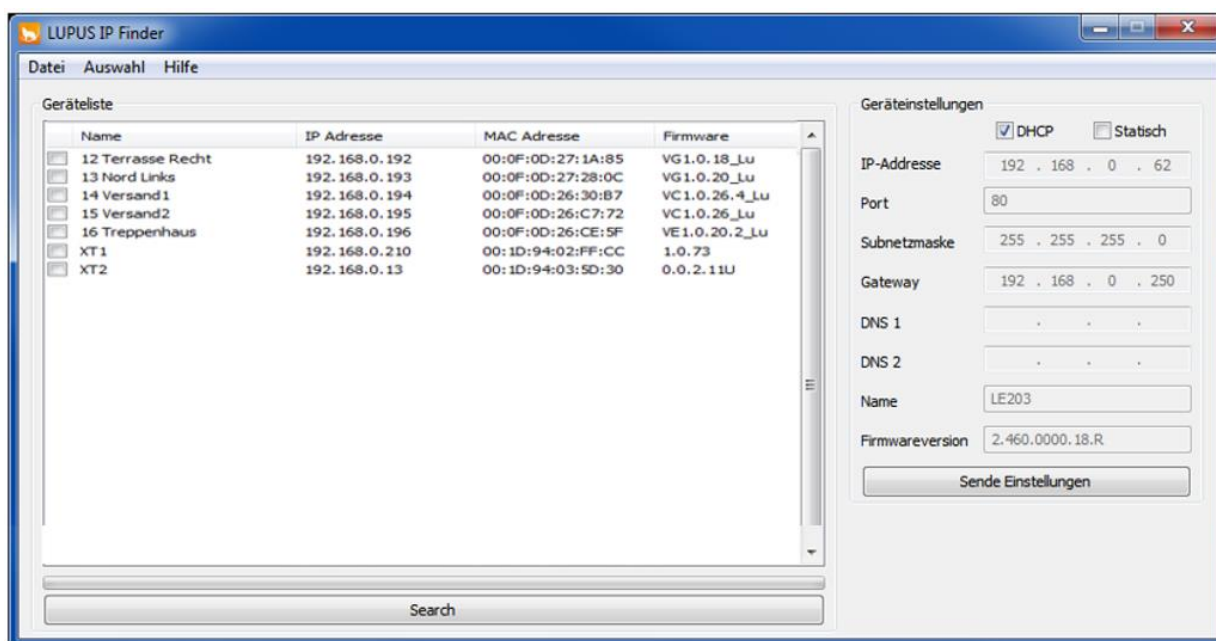 LUPUS IP Finder
Datei Auswahl Hilfe
Geräteliste
Name IP Adresse MAC Adresse Firmware
12 Terrasse Recht 192.168.0.192 00:0F:0D:27:1A:85 VG1.0.18_Lu
13 Nord Links 192.168.0.193 00:0F:0D:27:28:0C VG1.0.20_Lu
14 Versand1 192.168.0.194 00:0F:0D:26:30:B7 VC1.0.26.4_Lu
15 Versand2 192.168.0.195 00:0F:0D:26:C7:72 VC1.0.26_Lu
16 Treppenhaus 192.168.0.196 00:0F:0D:26:CE:5F VE1.0.20.2_Lu
XT1 192.168.0.210 00:1D:94:02:FF:CC 1.0.73
XT2 192.168.0.13 00:1D:94:03:5D:30 0.0.2.11U
Search
Geräteinstellungen
DHCP Statisch
IP-Addresse 192 . 168 . 0 . 62
Port 80
Subnetzmaske 255 . 255 . 255 . 0
Gateway 192 . 168 . 0 . 250
DNS 1 . . .
DNS 2 . . .
Name LE203
Firmwareversion 2.460.0000.18.R
Sende Einstellungen